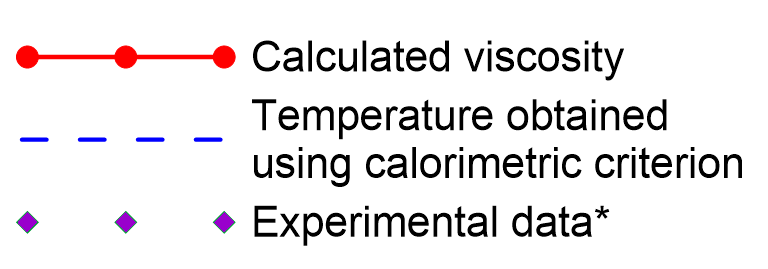 Calculated viscosity
Temperature obtained
using calorimetric criterion
Experimental data*